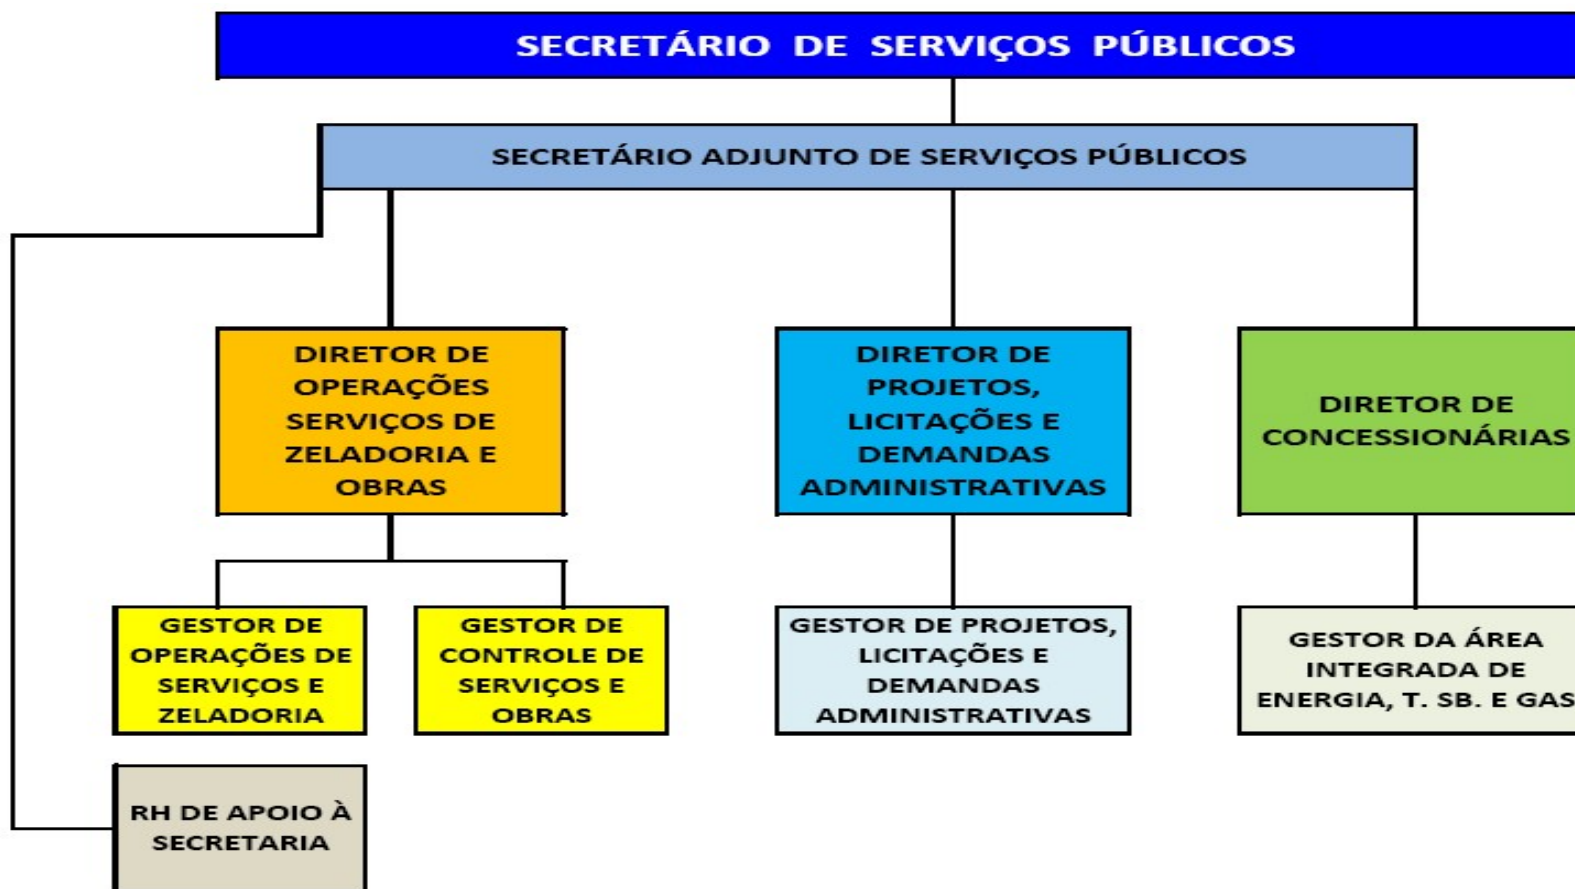 SECRETÁRIO DE SERVIÇOS PÚBLICOS
SECRETÁRIO ADJUNTO DE SERVIÇOS PÚBLICOS
DIRETOR DE
OPERAÇÕES
SERVIÇOS DE
ZELADORIA E
OBRAS
DIRETOR DE
PROJETOS,
LICITAÇÕES E
DEMANDAS
ADMINISTRATIVAS
DIRETOR DE
CONCESSIONÁRIAS
GESTOR DE
OPERAÇÕES DE
SERVIÇOS E
ZELADORIA
GESTOR DE
CONTROLE DE
SERVIÇOS E
OBRAS
GESTOR DE PROJETOS,
LICITAÇÕES E
DEMANDAS
ADMINISTRATIVAS
GESTOR DA ÁREA
INTEGRADA DE
ENERGIA, T. SB. E GAS
RH DE APOIO À
SECRETARIA